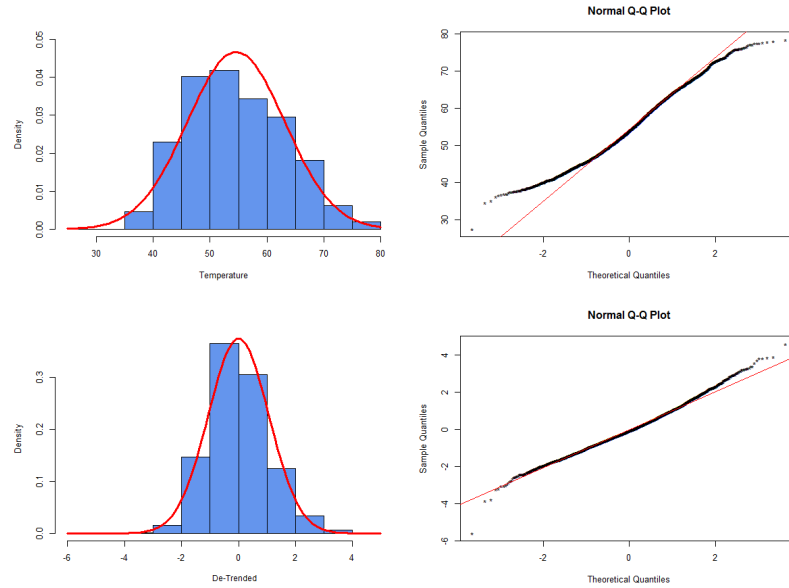 Normal Q-Q Plot
0.00 0.01 0.02 0.03 0.04 0.05
Density
30 40 50 60 70 80
Temperature
30 40 50 60 70 80
Sample Quantiles
-2 0 2
Theoretical Quantiles
Normal Q-Q Plot
0.0 0.1 0.2 0.3
Density
-6 -4 -2 0 2 4
De-Trended
-6 -4 -2 0 2 4
Sample Quantiles
-2 0 2
Theoretical Quantiles